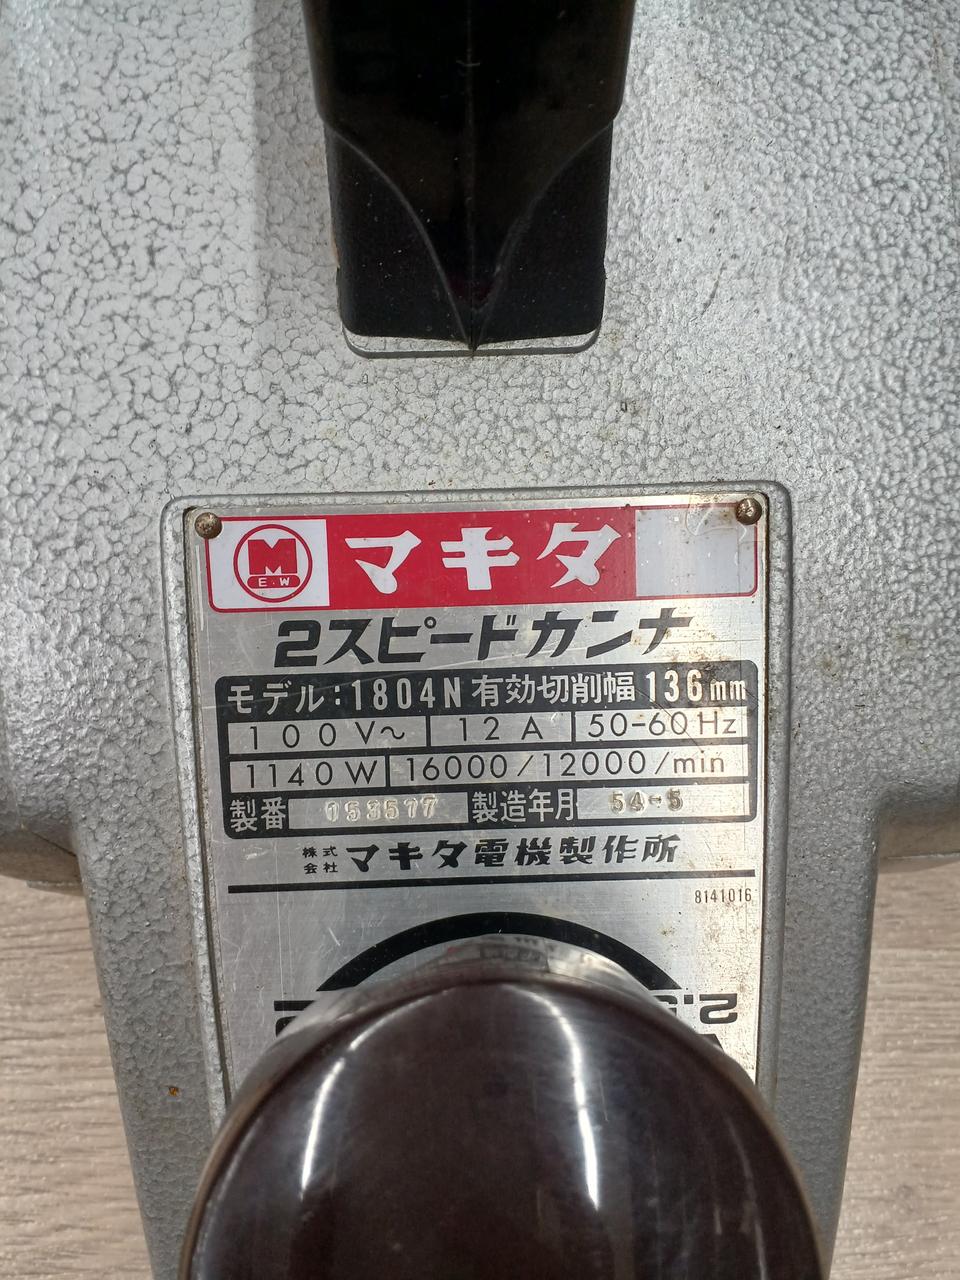 M
E.W
マキタ
2スピードカンナ
モデル:1804N 有効切削幅 136mm
100V~ 12A 50-60Hz
1140W 16000/12000/min
製番 製造年月 54-5
株式会社 マキタ電機製作所
8141016